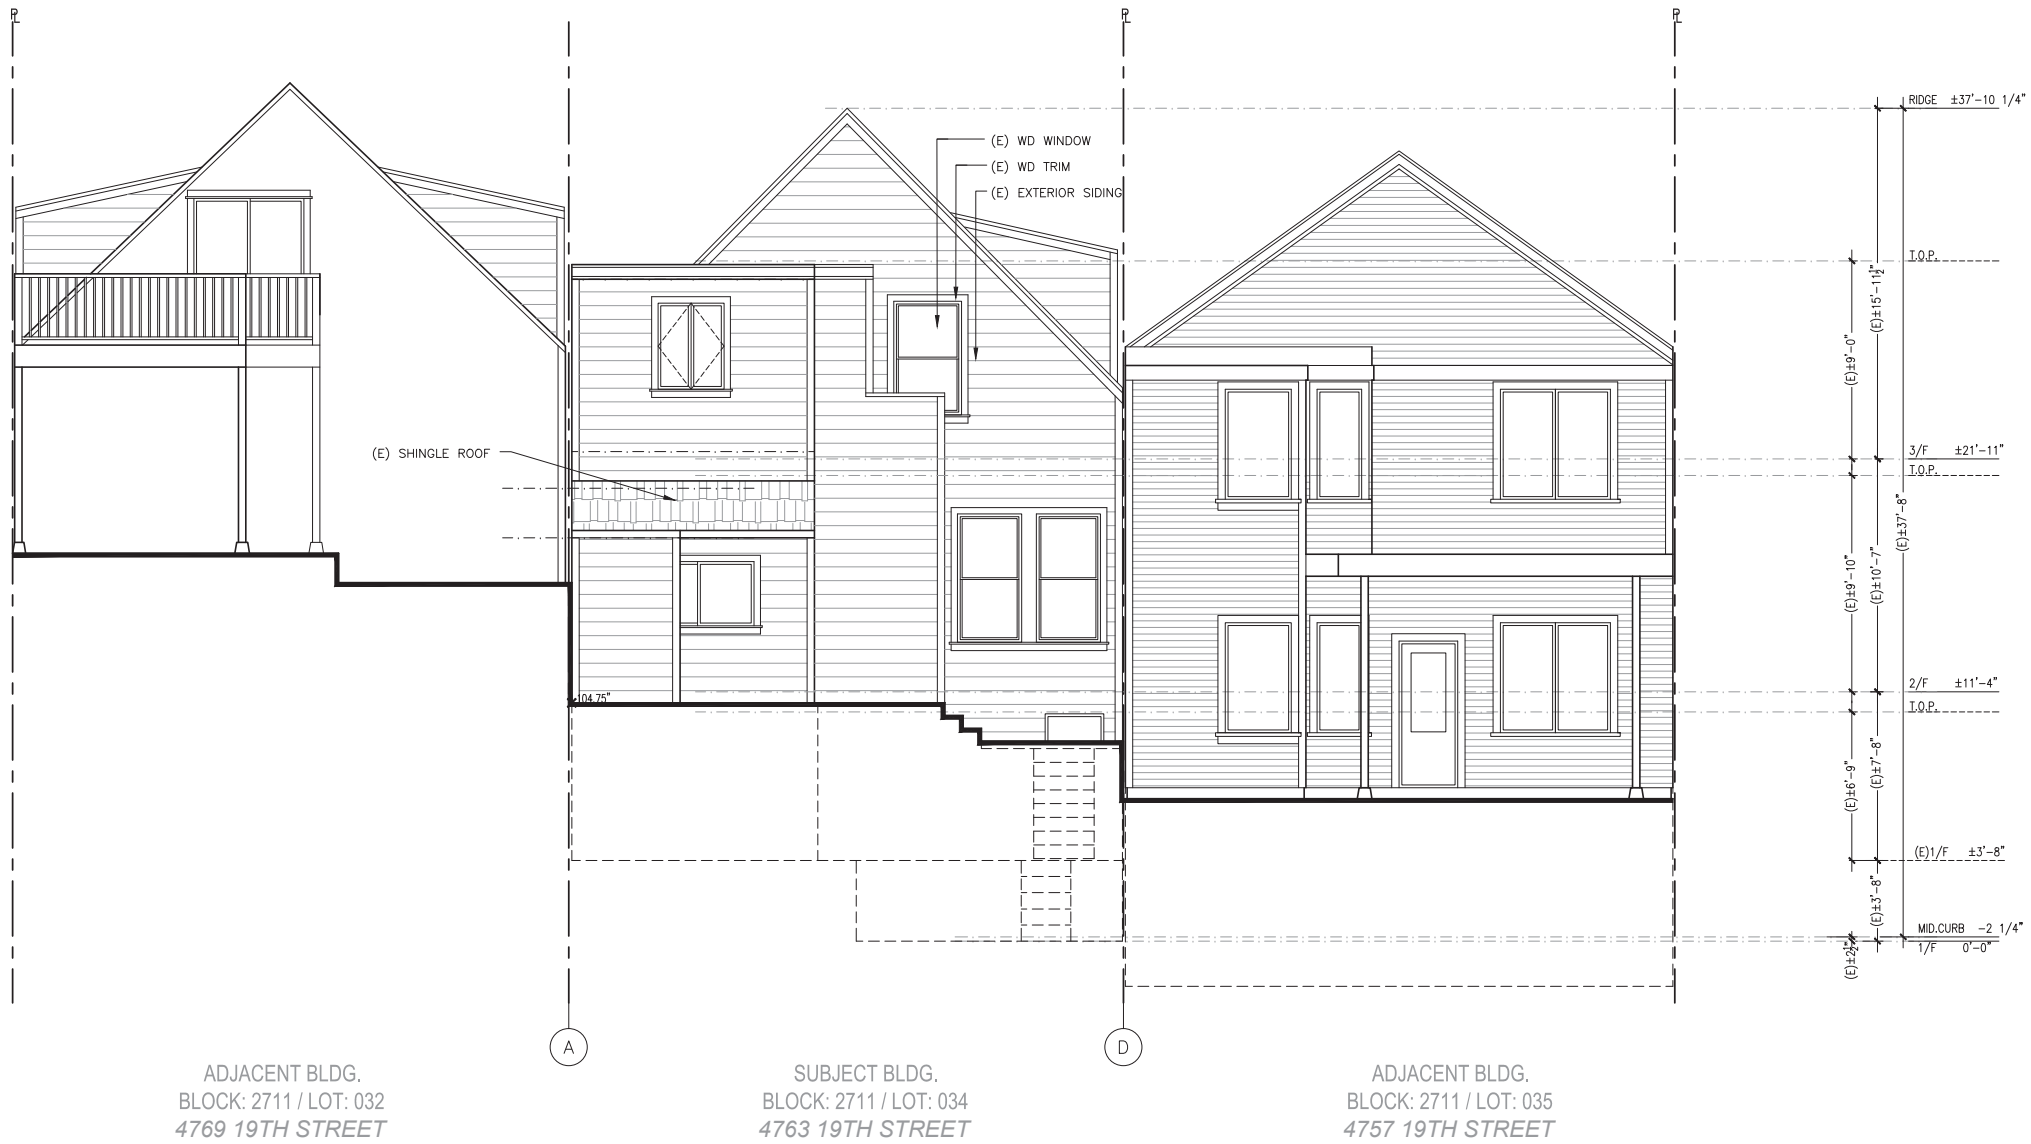 PL
PL
PL
RIDGE ±37'-10 1/4"
(E) WD WINDOW
(E) WD TRIM
(E) EXTERIOR SIDING
T.O.P.
(E)±15'-11½"
(E)±9'-0"
(E) SHINGLE ROOF
3/F ±21'-11"
T.O.P.
(E)±37'-8"
(E)±9'-10"
(E)±10'-7"
104.75"
2/F ±11'-4"
T.O.P.
(E)±6'-9"
(E)±7'-8"
(E)1/F ±3'-8"
(E)±3'-8"
MID.CURB -2 1/4"
1/F 0'-0"
(E)±2½"
A
D
ADJACENT BLDG.
BLOCK: 2711 / LOT: 032
4769 19TH STREET
SUBJECT BLDG.
BLOCK: 2711 / LOT: 034
4763 19TH STREET
ADJACENT BLDG.
BLOCK: 2711 / LOT: 035
4757 19TH STREET